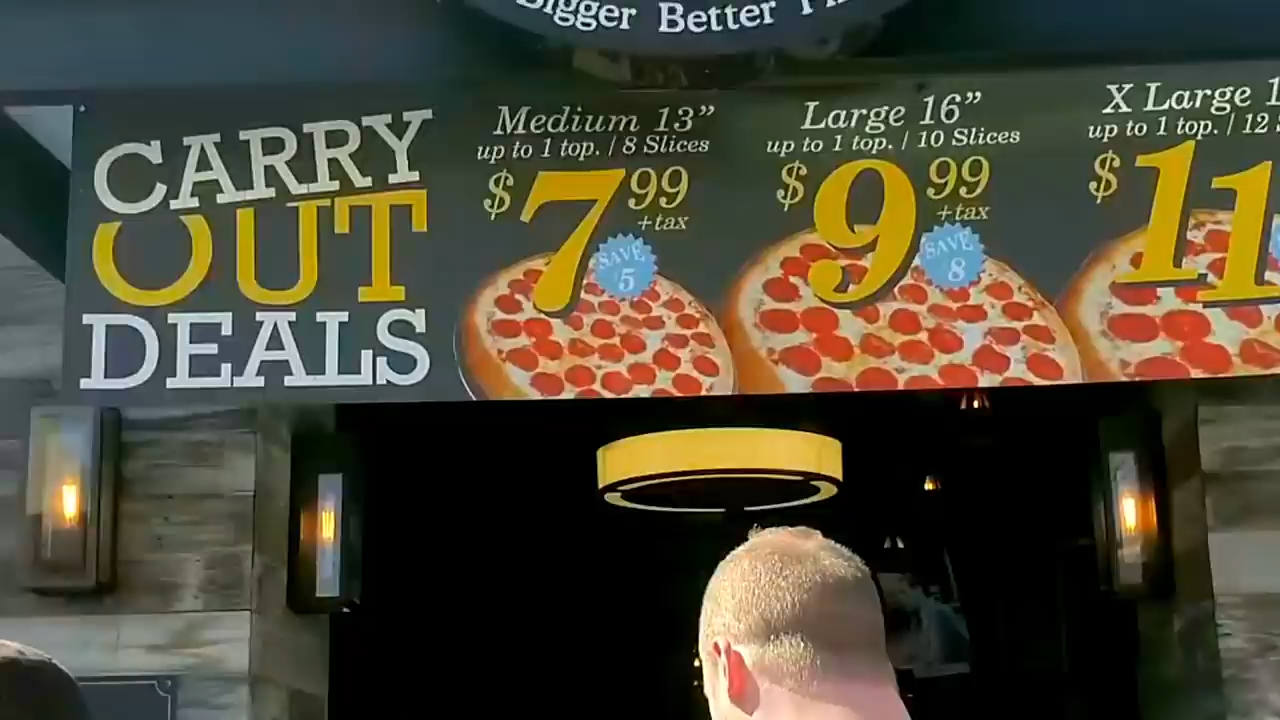 Bigger Better
CARRY
OUT
DEALS
Medium 13”
up to 1 top. / 8 Slices
$7 99
+tax
SAVE
5
Large 16”
up to 1 top. / 10 Slices
$9 99
+tax
SAVE
8
X Large
up to 1 top. / 12
$11